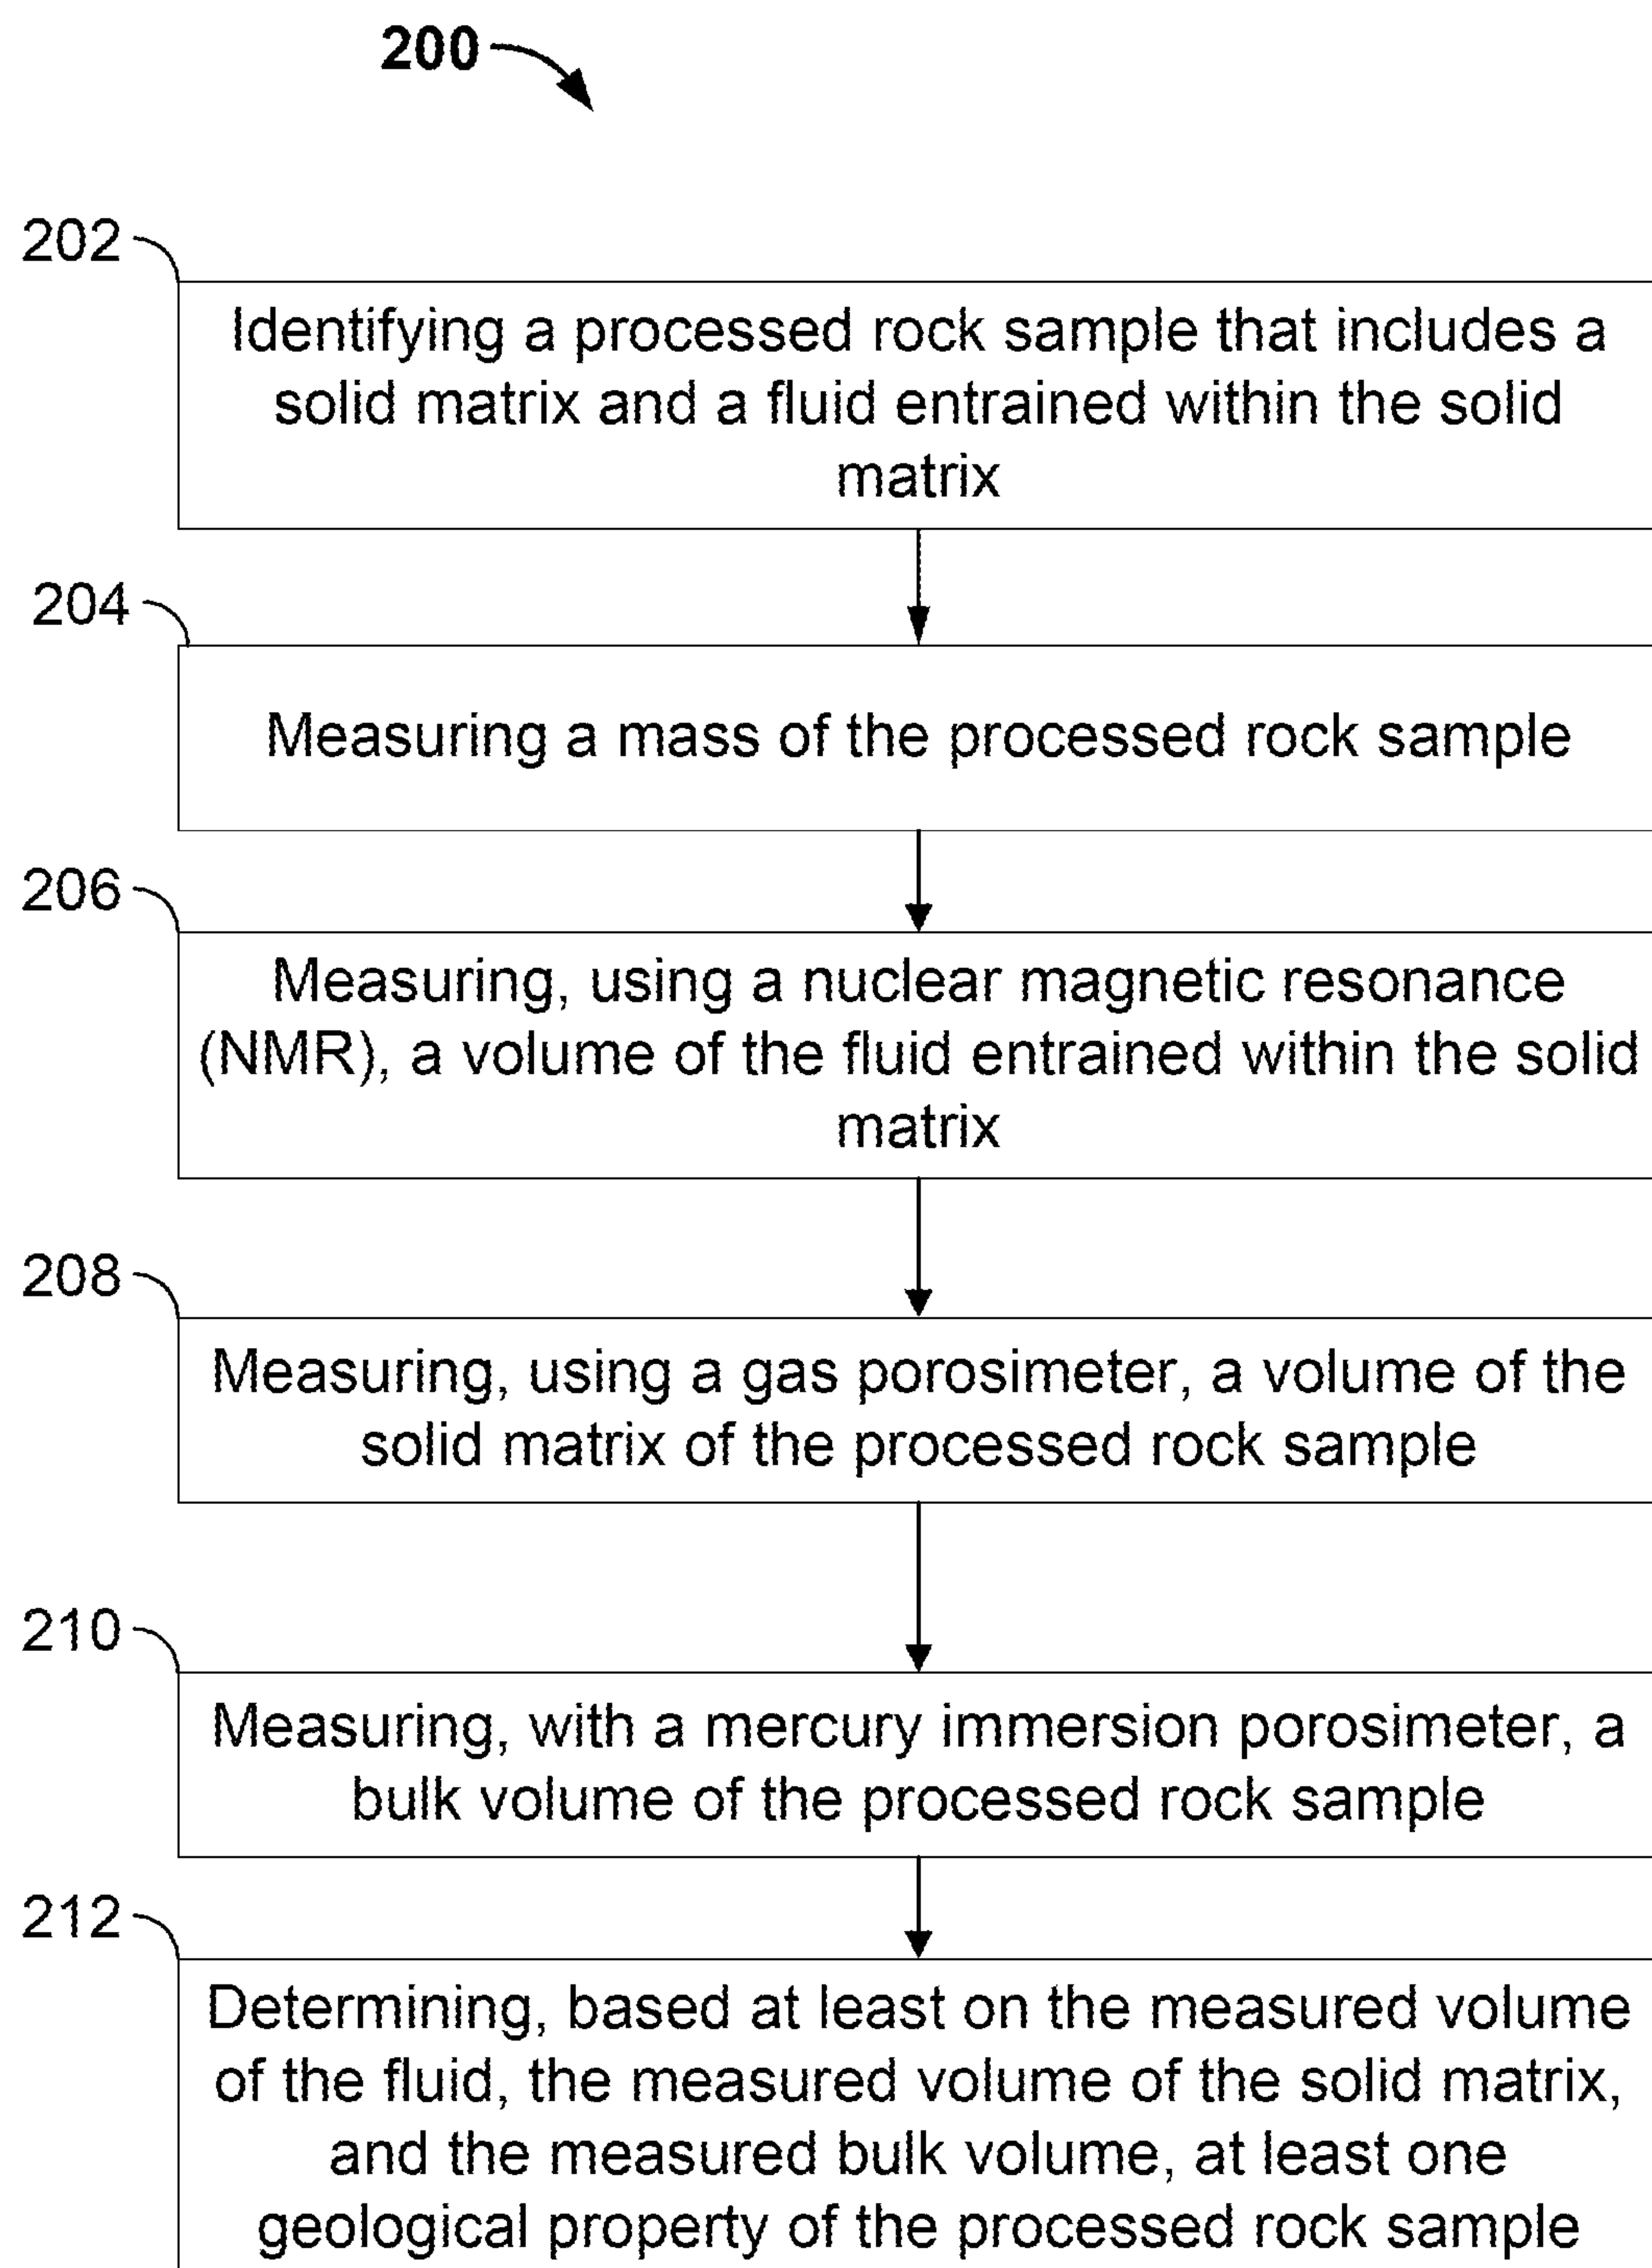 200
202
Identifying a processed rock sample that includes a
solid matrix and a fluid entrained within the solid
matrix
204
Measuring a mass of the processed rock sample
206
Measuring, using a nuclear magnetic resonance
(NMR), a volume of the fluid entrained within the solid
matrix
208
Measuring, using a gas porosimeter, a volume of the
solid matrix of the processed rock sample
210
Measuring, with a mercury immersion porosimeter, a
bulk volume of the processed rock sample
212
Determining, based at least on the measured volume
of the fluid, the measured volume of the solid matrix,
and the measured bulk volume, at least one
geological property of the processed rock sample